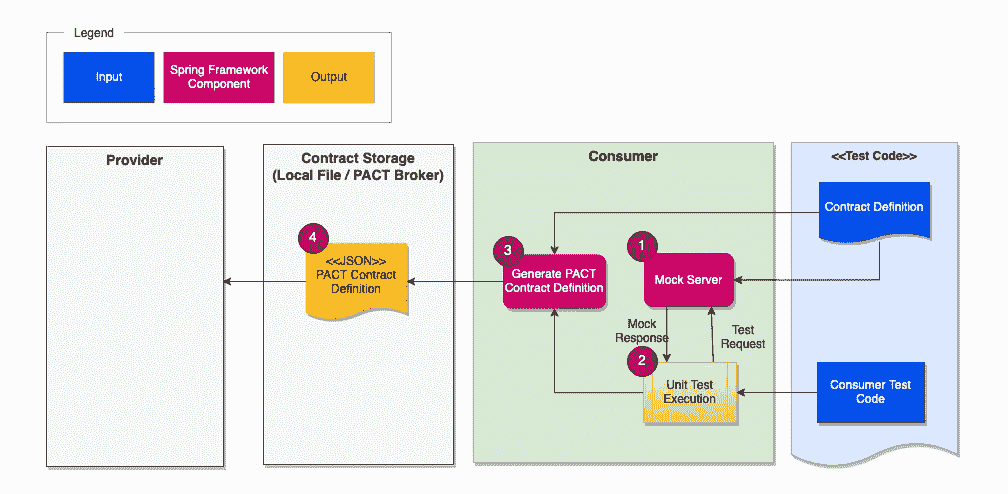 Legend
Input
Spring Framework
Component
Output
Provider
Contract Storage
(Local File / PACT Broker)
Consumer
<<Test Code>>
Contract Definition
4
<<JSON>>
PACT Contract
Definition
3
Generate PACT
Contract Definition
1
Mock Server
Mock
Response
Test
Request
2
Unit Test
Execution
Consumer Test
Code